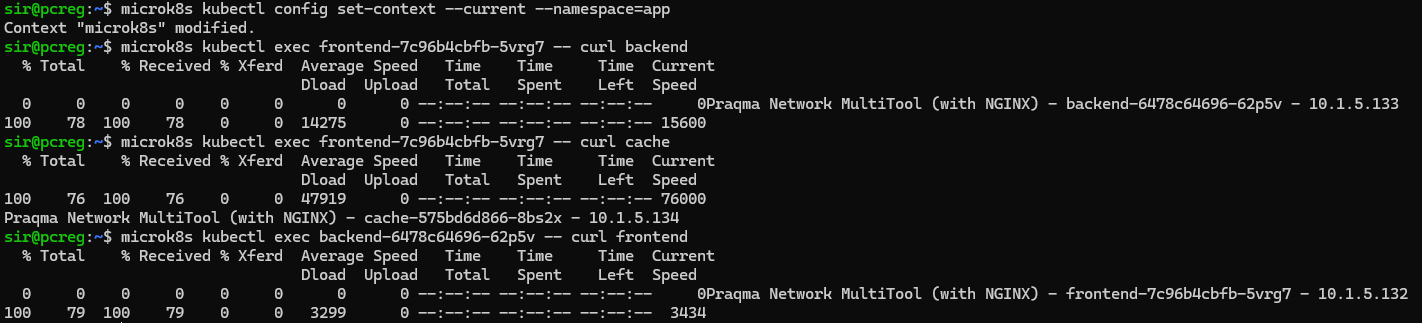 sir@pcreg:~$ microk8s kubectl config set-context --current --namespace=app
Context "microk8s" modified.
sir@pcreg:~$ microk8s kubectl exec frontend-7c96b4cbfb-5vrg7 -- curl backend
  % Total    % Received % Xferd  Average Speed   Time    Time     Time  Current
                                 Dload  Upload   Total   Spent    Left  Speed
  0     0    0     0    0     0      0      0 --:--:-- --:--:-- --:--:--     0Praqma Network MultiTool (with NGINX) - backend-6478c64696-62p5v - 10.1.5.133
100    78  100    78    0     0  14275      0 --:--:-- --:--:-- --:--:-- 15600
sir@pcreg:~$ microk8s kubectl exec frontend-7c96b4cbfb-5vrg7 -- curl cache
  % Total    % Received % Xferd  Average Speed   Time    Time     Time  Current
                                 Dload  Upload   Total   Spent    Left  Speed
100    76  100    76    0     0  47919      0 --:--:-- --:--:-- --:--:-- 76000
Praqma Network MultiTool (with NGINX) - cache-575bd6d866-8bs2x - 10.1.5.134
sir@pcreg:~$ microk8s kubectl exec backend-6478c64696-62p5v -- curl frontend
  % Total    % Received % Xferd  Average Speed   Time    Time     Time  Current
                                 Dload  Upload   Total   Spent    Left  Speed
  0     0    0     0    0     0      0      0 --:--:-- --:--:-- --:--:--     0Praqma Network MultiTool (with NGINX) - frontend-7c96b4cbfb-5vrg7 - 10.1.5.132
100    79  100    79    0     0   3299      0 --:--:-- --:--:-- --:--:--  3434